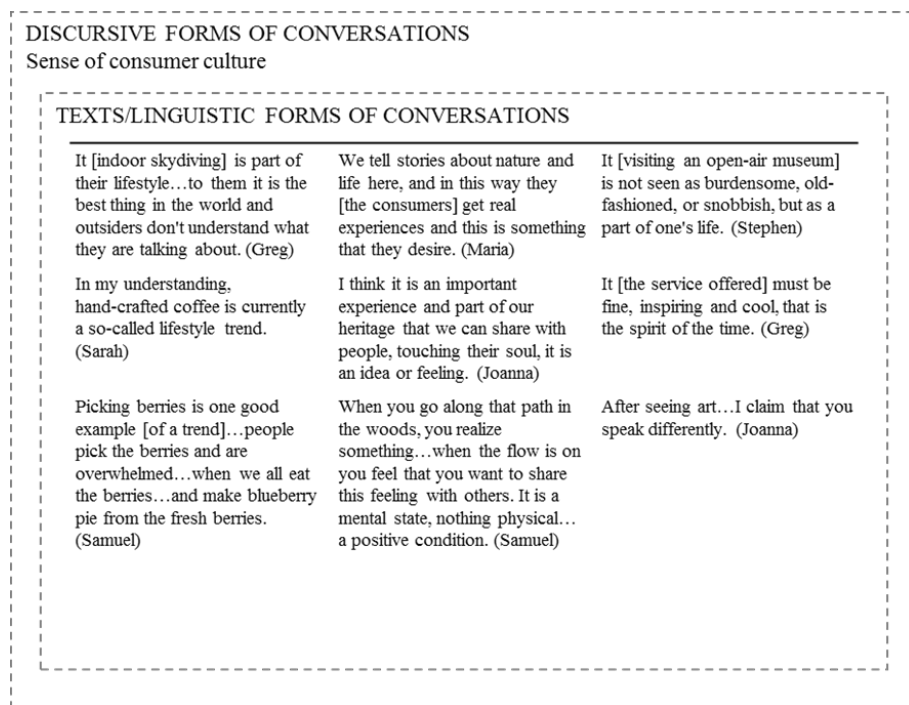 DISCURSIVE FORMS OF CONVERSATIONS
Sense of consumer culture
TEXTS/LINGUISTIC FORMS OF CONVERSATIONS
It [indoor skydiving] is part of
their lifestyle…to them it is the
best thing in the world and
outsiders don't understand what
they are talking about. (Greg)
We tell stories about nature and
life here, and in this way they
[the consumers] get real
experiences and this is something
that they desire. (Maria)
It [visiting an open-air museum]
is not seen as burdensome, old-
fashioned, or snobbish, but as a
part of one's life. (Stephen)
In my understanding,
hand-crafted coffee is currently
a so-called lifestyle trend.
(Sarah)
I think it is an important
experience and part of our
heritage that we can share with
people, touching their soul, it is
an idea or feeling. (Joanna)
It [the service offered] must be
fine, inspiring and cool, that is
the spirit of the time. (Greg)
Picking berries is one good
example [of a trend]…people
pick the berries and are
overwhelmed…when we all eat
the berries…and make blueberry
pie from the fresh berries.
(Samuel)
When you go along that path in
the woods, you realize
something…when the flow is on
you feel that you want to share
this feeling with others. It is a
mental state, nothing physical…
a positive condition. (Samuel)
After seeing art…I claim that you
speak differently. (Joanna)